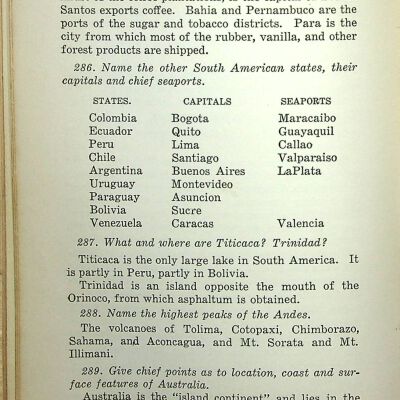 Santos exports coffee. Bahia and Pernambuco are the
ports of the sugar and tobacco districts. Para is the
city from which most of the rubber, vanilla, and other
forest products are shipped.
286. Name the other South American states, their
capitals and chief seaports.
STATES. CAPITALS SEAPORTS
Colombia Bogota Maracaibo
Ecuador Quito Guayaquil
Peru Lima Callao
Chile Santiago Valparaiso
Argentina Buenos Aires LaPlata
Uruguay Montevideo
Paraguay Asuncion
Bolivia Sucre
Venezuela Caracas Valencia
287. What and where are Titicaca? Trinidad?
Titicaca is the only large lake in South America. It
is partly in Peru, partly in Bolivia.
Trinidad is an island opposite the mouth of the
Orinoco, from which asphaltum is obtained.
288. Name the highest peaks of the Andes.
The volcanoes of Tolima, Cotopaxi, Chimborazo,
Sahama, and Aconcagua, and Mt. Sorata and Mt.
Illimani.
289. Give chief points as to location, coast and sur-
face features of Australia.
Australia is the "island continent" and lies in the